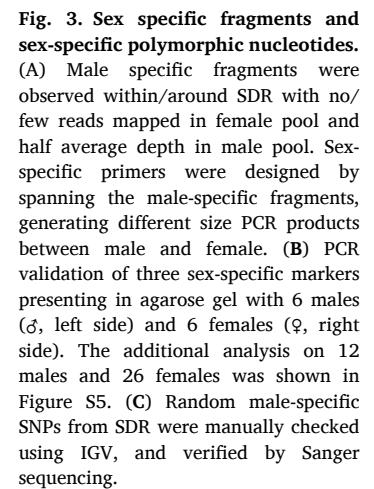 Fig. 3. Sex specific fragments and
sex-specific polymorphic nucleotides.
(A) Male specific fragments were
observed within/around SDR with no/
few reads mapped in female pool and
half average depth in male pool. Sex-
specific primers were designed by
spanning the male-specific fragments,
generating different size PCR products
between male and female. (B) PCR
validation of three sex-specific markers
presenting in agarose gel with 6 males
(♂, left side) and 6 females (♀, right
side). The additional analysis on 12
males and 26 females was shown in
Figure S5. (C) Random male-specific
SNPs from SDR were manually checked
using IGV, and verified by Sanger
sequencing.